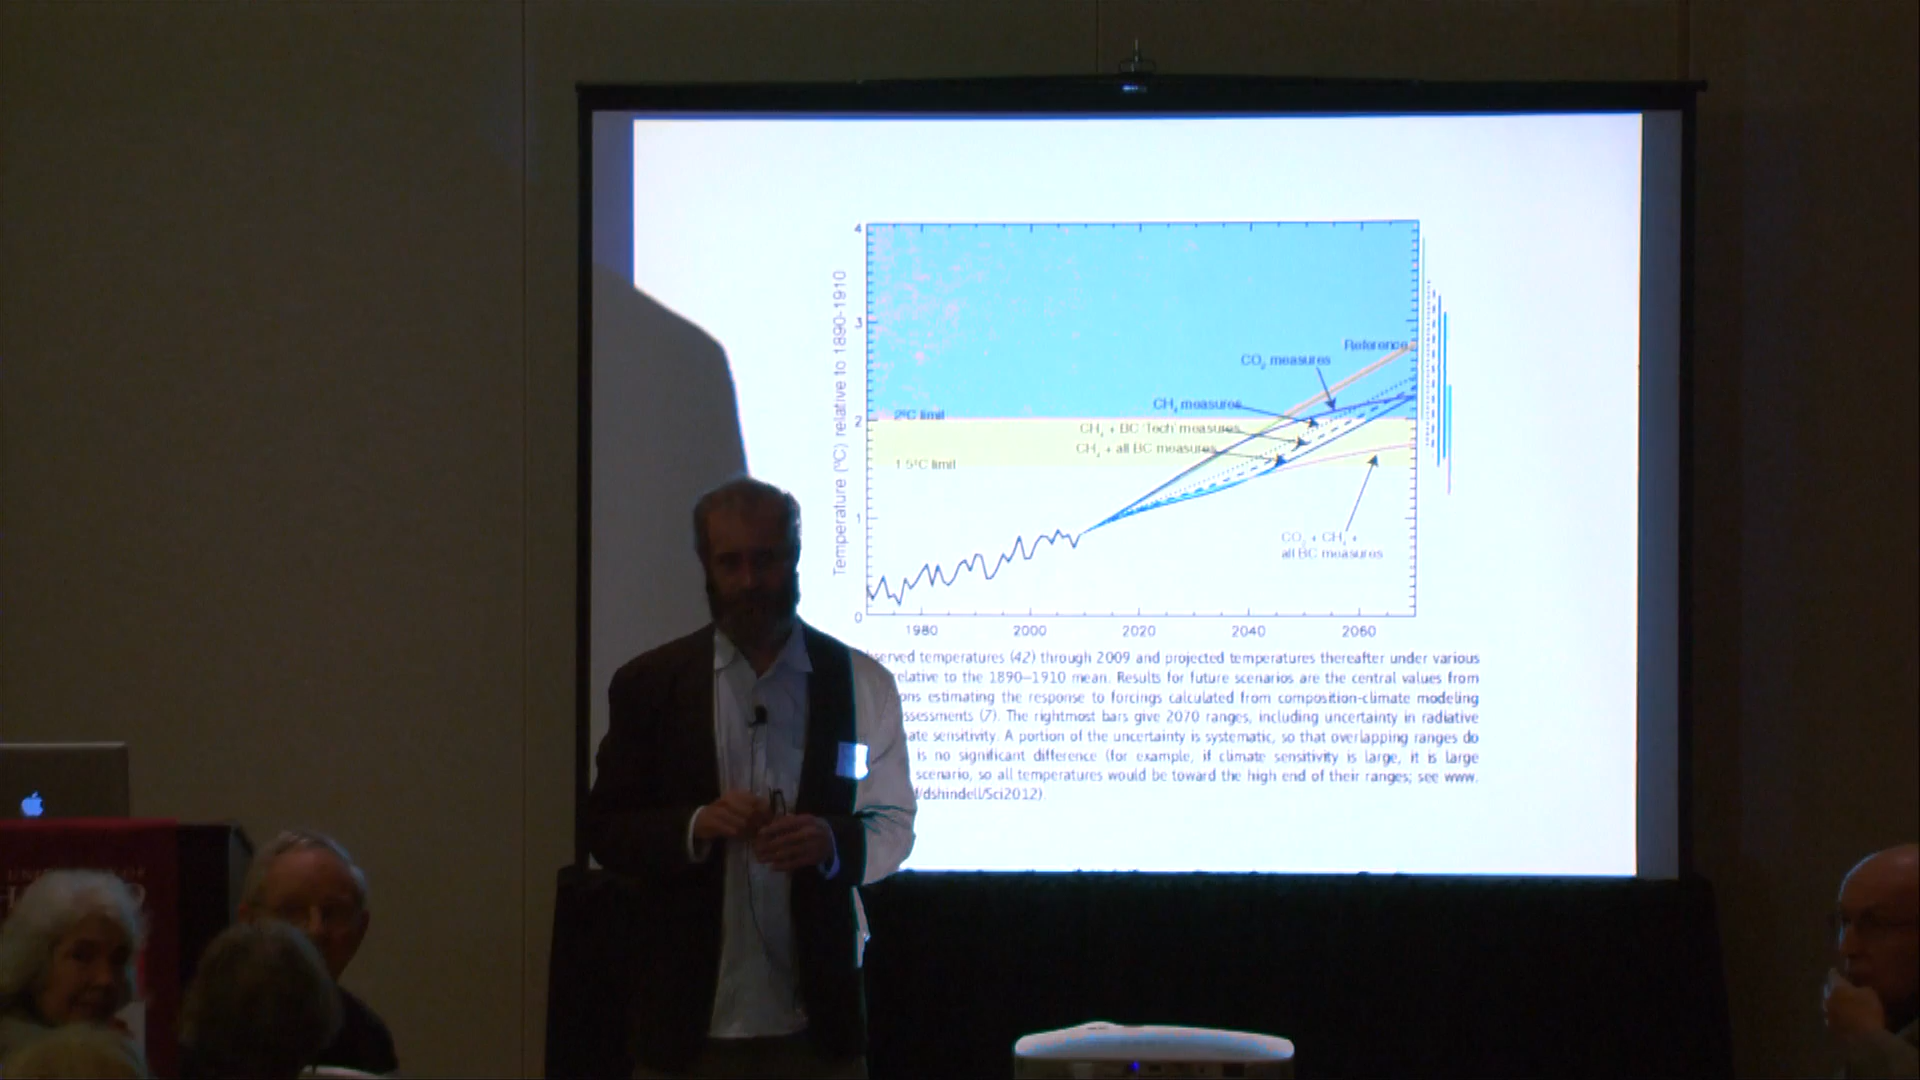 4
3
2
1
0
Temperature (ºC) relative to 1890-1910
Reference
CO2 measures
CH4 measures
2ºC limit
CH4 + BC Tech measures
CH4 + all BC measures
1.5ºC limit
CO2 + CH4 +
all BC measures
1980 2000 2020 2040 2060
served temperatures (42) through 2009 and projected temperatures thereafter under various
relative to the 1890–1910 mean. Results for future scenarios are the central values from
ons estimating the response to forcings calculated from composition-climate modeling
ssessments (7). The rightmost bars give 2070 ranges, including uncertainty in radiative
ate sensitivity. A portion of the uncertainty is systematic, so that overlapping ranges do
is no significant difference (for example, if climate sensitivity is large, it is large
scenario, so all temperatures would be toward the high end of their ranges; see www.
/dshindell/Sci2012).